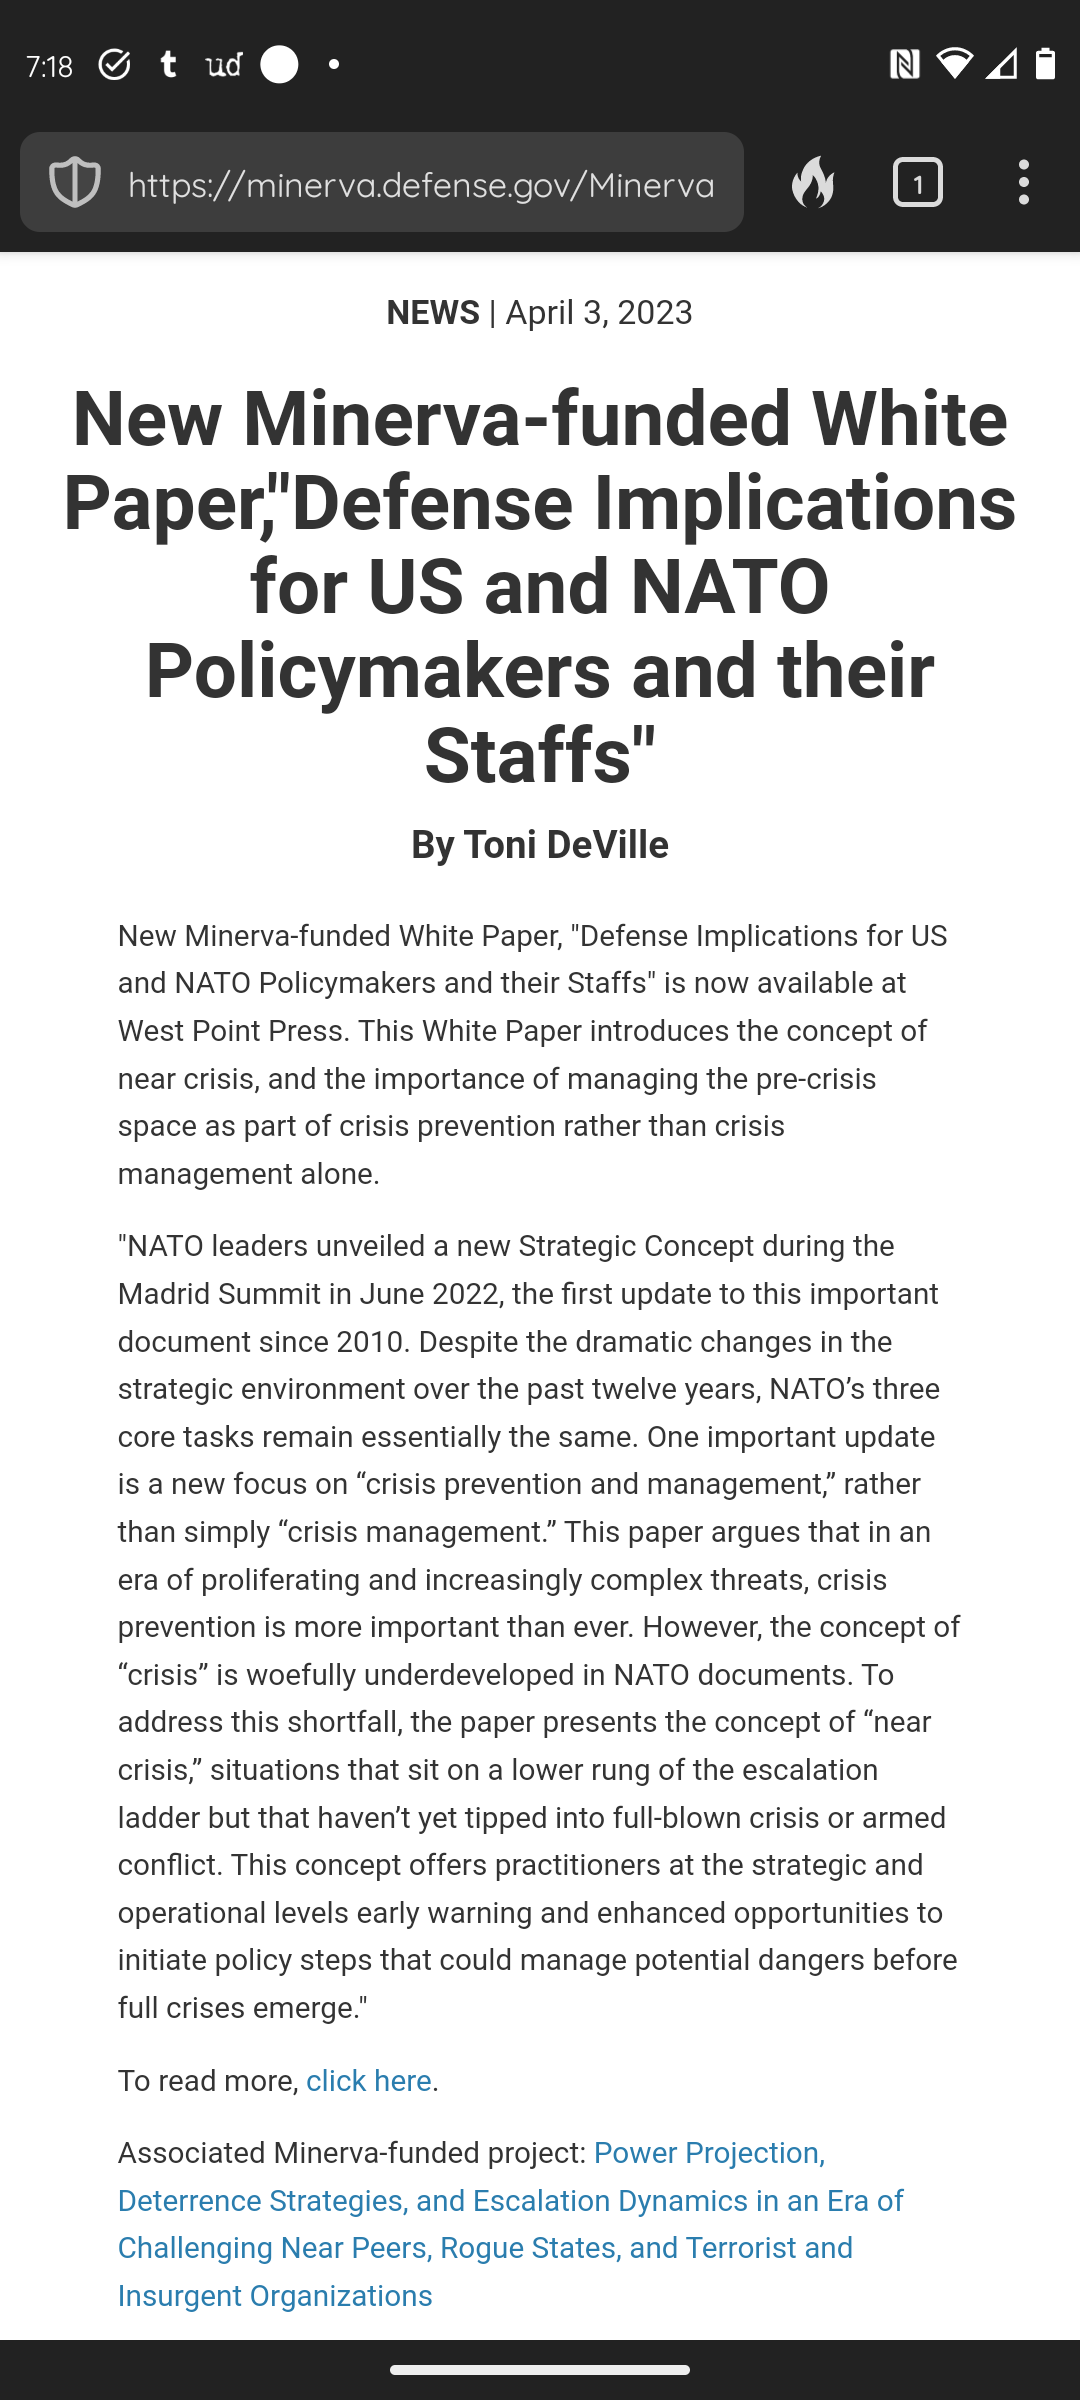 7:18 t ud
https://minerva.defense.gov/Minerva
1
NEWS | April 3, 2023
New Minerva-funded White
Paper,"Defense Implications
for US and NATO
Policymakers and their
Staffs"
By Toni DeVille
New Minerva-funded White Paper, "Defense Implications for US
and NATO Policymakers and their Staffs" is now available at
West Point Press. This White Paper introduces the concept of
near crisis, and the importance of managing the pre-crisis
space as part of crisis prevention rather than crisis
management alone.
"NATO leaders unveiled a new Strategic Concept during the
Madrid Summit in June 2022, the first update to this important
document since 2010. Despite the dramatic changes in the
strategic environment over the past twelve years, NATO’s three
core tasks remain essentially the same. One important update
is a new focus on “crisis prevention and management,” rather
than simply “crisis management.” This paper argues that in an
era of proliferating and increasingly complex threats, crisis
prevention is more important than ever. However, the concept of
“crisis” is woefully underdeveloped in NATO documents. To
address this shortfall, the paper presents the concept of “near
crisis,” situations that sit on a lower rung of the escalation
ladder but that haven’t yet tipped into full-blown crisis or armed
conflict. This concept offers practitioners at the strategic and
operational levels early warning and enhanced opportunities to
initiate policy steps that could manage potential dangers before
full crises emerge."
To read more, click here.
Associated Minerva-funded project: Power Projection,
Deterrence Strategies, and Escalation Dynamics in an Era of
Challenging Near Peers, Rogue States, and Terrorist and
Insurgent Organizations